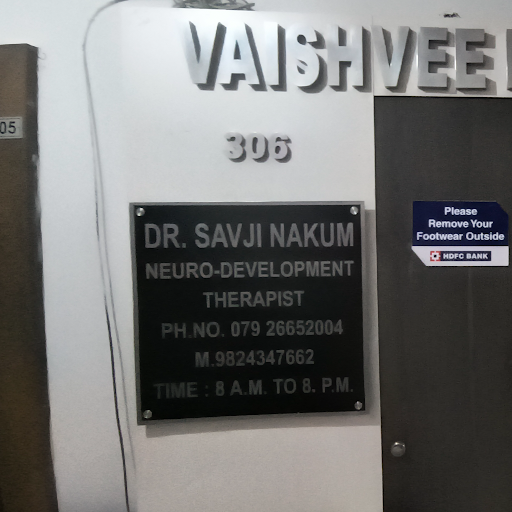 VAISHVEE
306
05
DR. SAVJI NAKUM
NEURO-DEVELOPMENT
THERAPIST
PH.NO. 079 26652004
M.9824347662
TIME : 8 A.M. TO 8. P.M.
Please
Remove Your
Footwear Outside
HDFC BANK